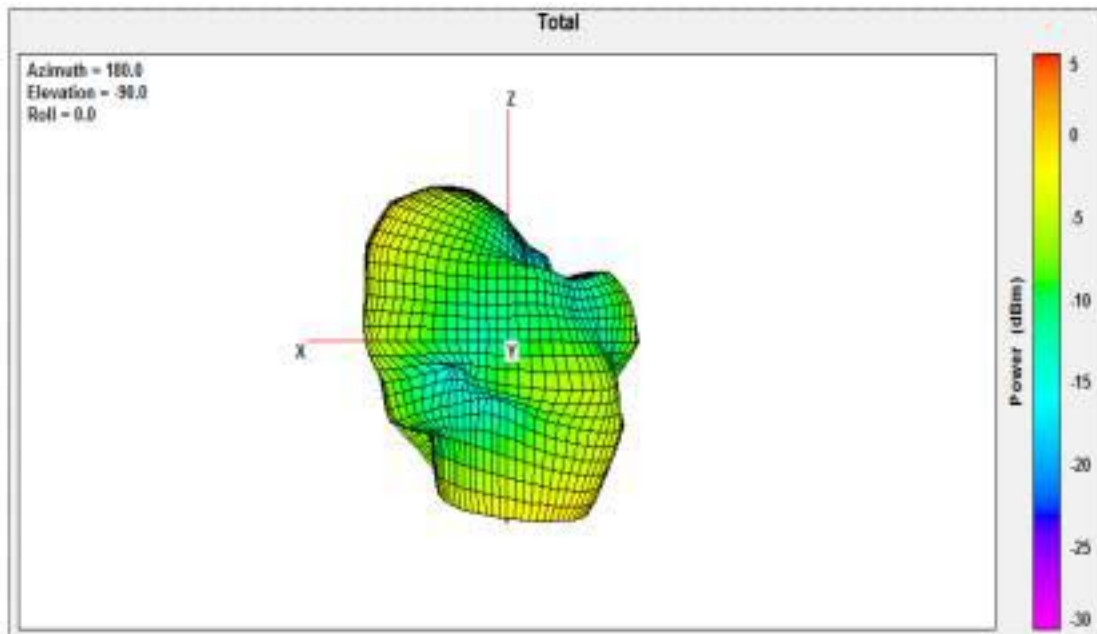 Total
Azimuth = 180.0
Elevation = -90.0
Roll = 0.0
Z
X
Y
Power (dBm)
5
0
-5
-10
-15
-20
-25
-30